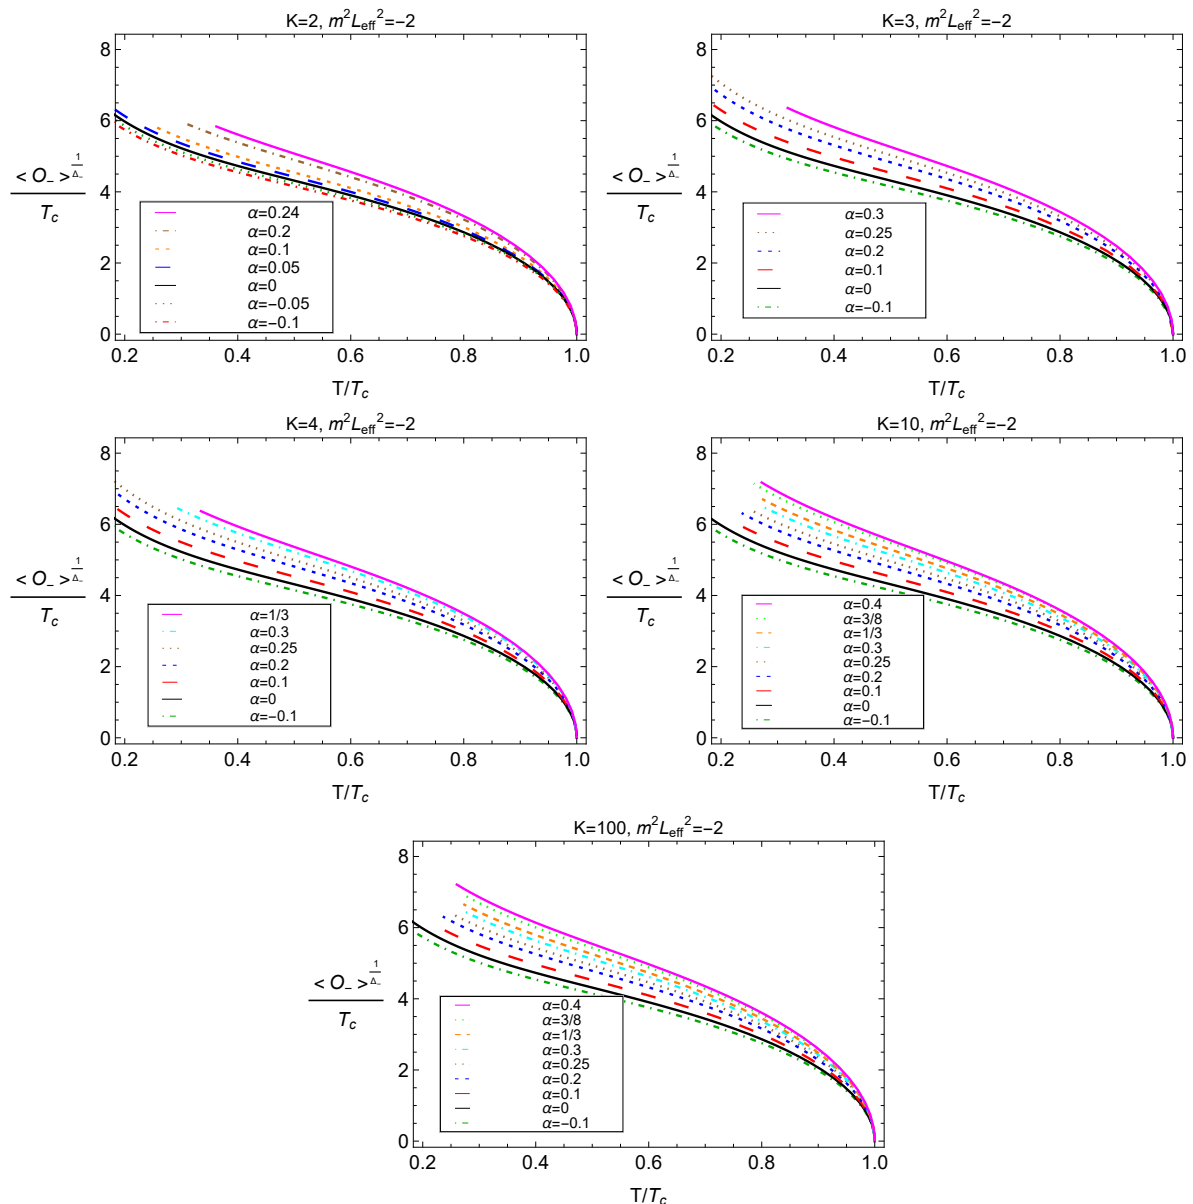 K=2, m²L_eff²=−2
8
6
4
2
0
<O_−>^{1/Δ_−}
T_c
α=0.24
α=0.2
α=0.1
α=0.05
α=0
α=−0.05
α=−0.1
0.2 0.4 0.6 0.8 1.0
T/T_c
K=3, m²L_eff²=−2
8
6
4
2
0
<O_−>^{1/Δ_−}
T_c
α=0.3
α=0.25
α=0.2
α=0.1
α=0
α=−0.1
0.2 0.4 0.6 0.8 1.0
T/T_c
K=4, m²L_eff²=−2
8
6
4
2
0
<O_−>^{1/Δ_−}
T_c
α=1/3
α=0.3
α=0.25
α=0.2
α=0.1
α=0
α=−0.1
0.2 0.4 0.6 0.8 1.0
T/T_c
K=10, m²L_eff²=−2
8
6
4
2
0
<O_−>^{1/Δ_−}
T_c
α=0.4
α=3/8
α=1/3
α=0.3
α=0.25
α=0.2
α=0.1
α=0
α=−0.1
0.2 0.4 0.6 0.8 1.0
T/T_c
K=100, m²L_eff²=−2
8
6
4
2
0
<O_−>^{1/Δ_−}
T_c
α=0.4
α=3/8
α=1/3
α=0.3
α=0.25
α=0.2
α=0.1
α=0
α=−0.1
0.2 0.4 0.6 0.8 1.0
T/T_c